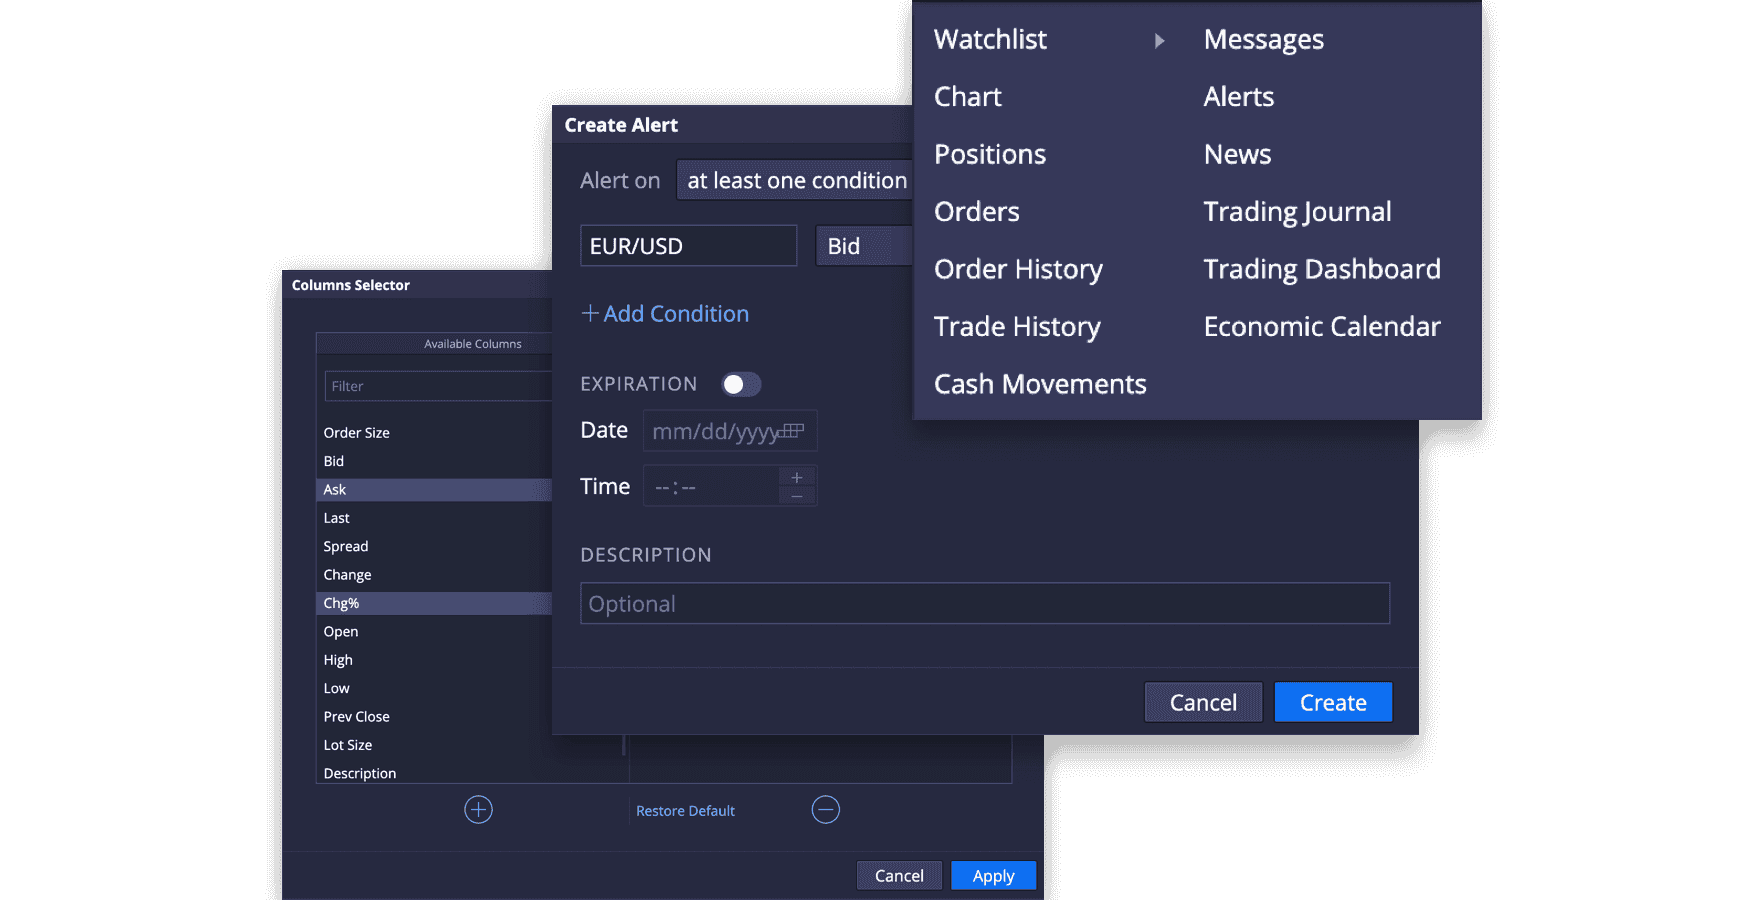 Watchlist
Chart
Positions
Orders
Order History
Trade History
Cash Movements
Messages
Alerts
News
Trading Journal
Trading Dashboard
Economic Calendar
Create Alert
Alert on
at least one condition
EUR/USD
Bid
+ Add Condition
EXPIRATION
Date
mm/dd/yyyy
Time
--:--
+
−
DESCRIPTION
Optional
Cancel
Create
Columns Selector
Available Columns
Filter
Order Size
Bid
Ask
Last
Spread
Change
Chg%
Open
High
Low
Prev Close
Lot Size
Description
Restore Default
Cancel
Apply